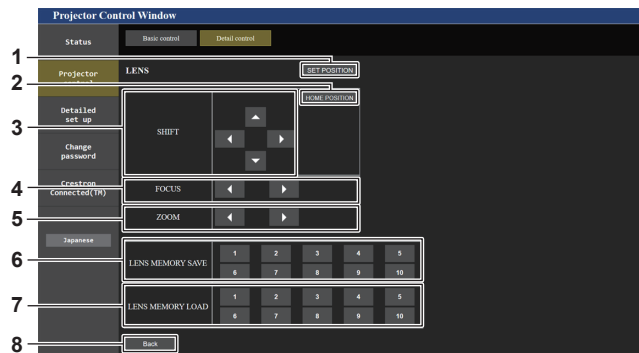 Projector Control Window
Status
Basic control
Detail control
1
Projector
LENS
SET POSITION
2
HOME POSITION
Detailed
set up
3
SHIFT
Change
password
Crestron
Connected(TM)
4
FOCUS
5
ZOOM
Japanese
6
LENS MEMORY SAVE
1 2 3 4 5
6 7 8 9 10
7
LENS MEMORY LOAD
1 2 3 4 5
6 7 8 9 10
8
Back